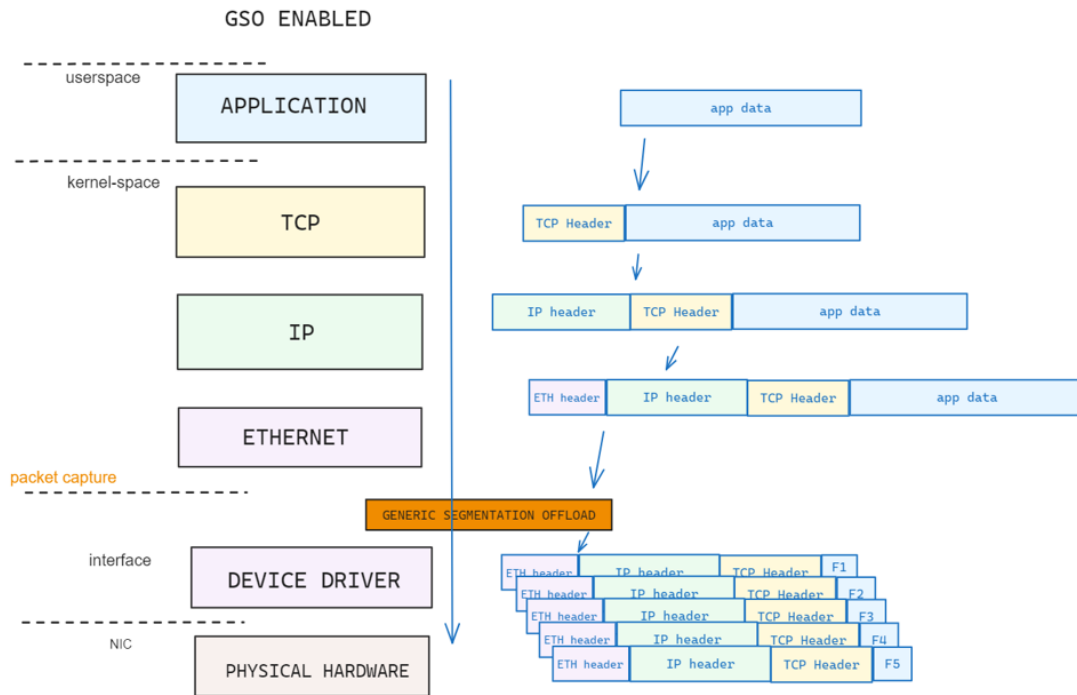 GSO ENABLED
userspace
APPLICATION
app data
kernel-space
TCP
TCP Header
app data
IP
IP header
TCP Header
app data
ETHERNET
ETH header
IP header
TCP Header
app data
packet capture
GENERIC SEGMENTATION OFFLOAD
interface
DEVICE DRIVER
ETH header
IP header
TCP Header
F1
ETH header
IP header
TCP Header
F2
ETH header
IP header
TCP Header
F3
ETH header
IP header
TCP Header
F4
ETH header
IP header
TCP Header
F5
NIC
PHYSICAL HARDWARE